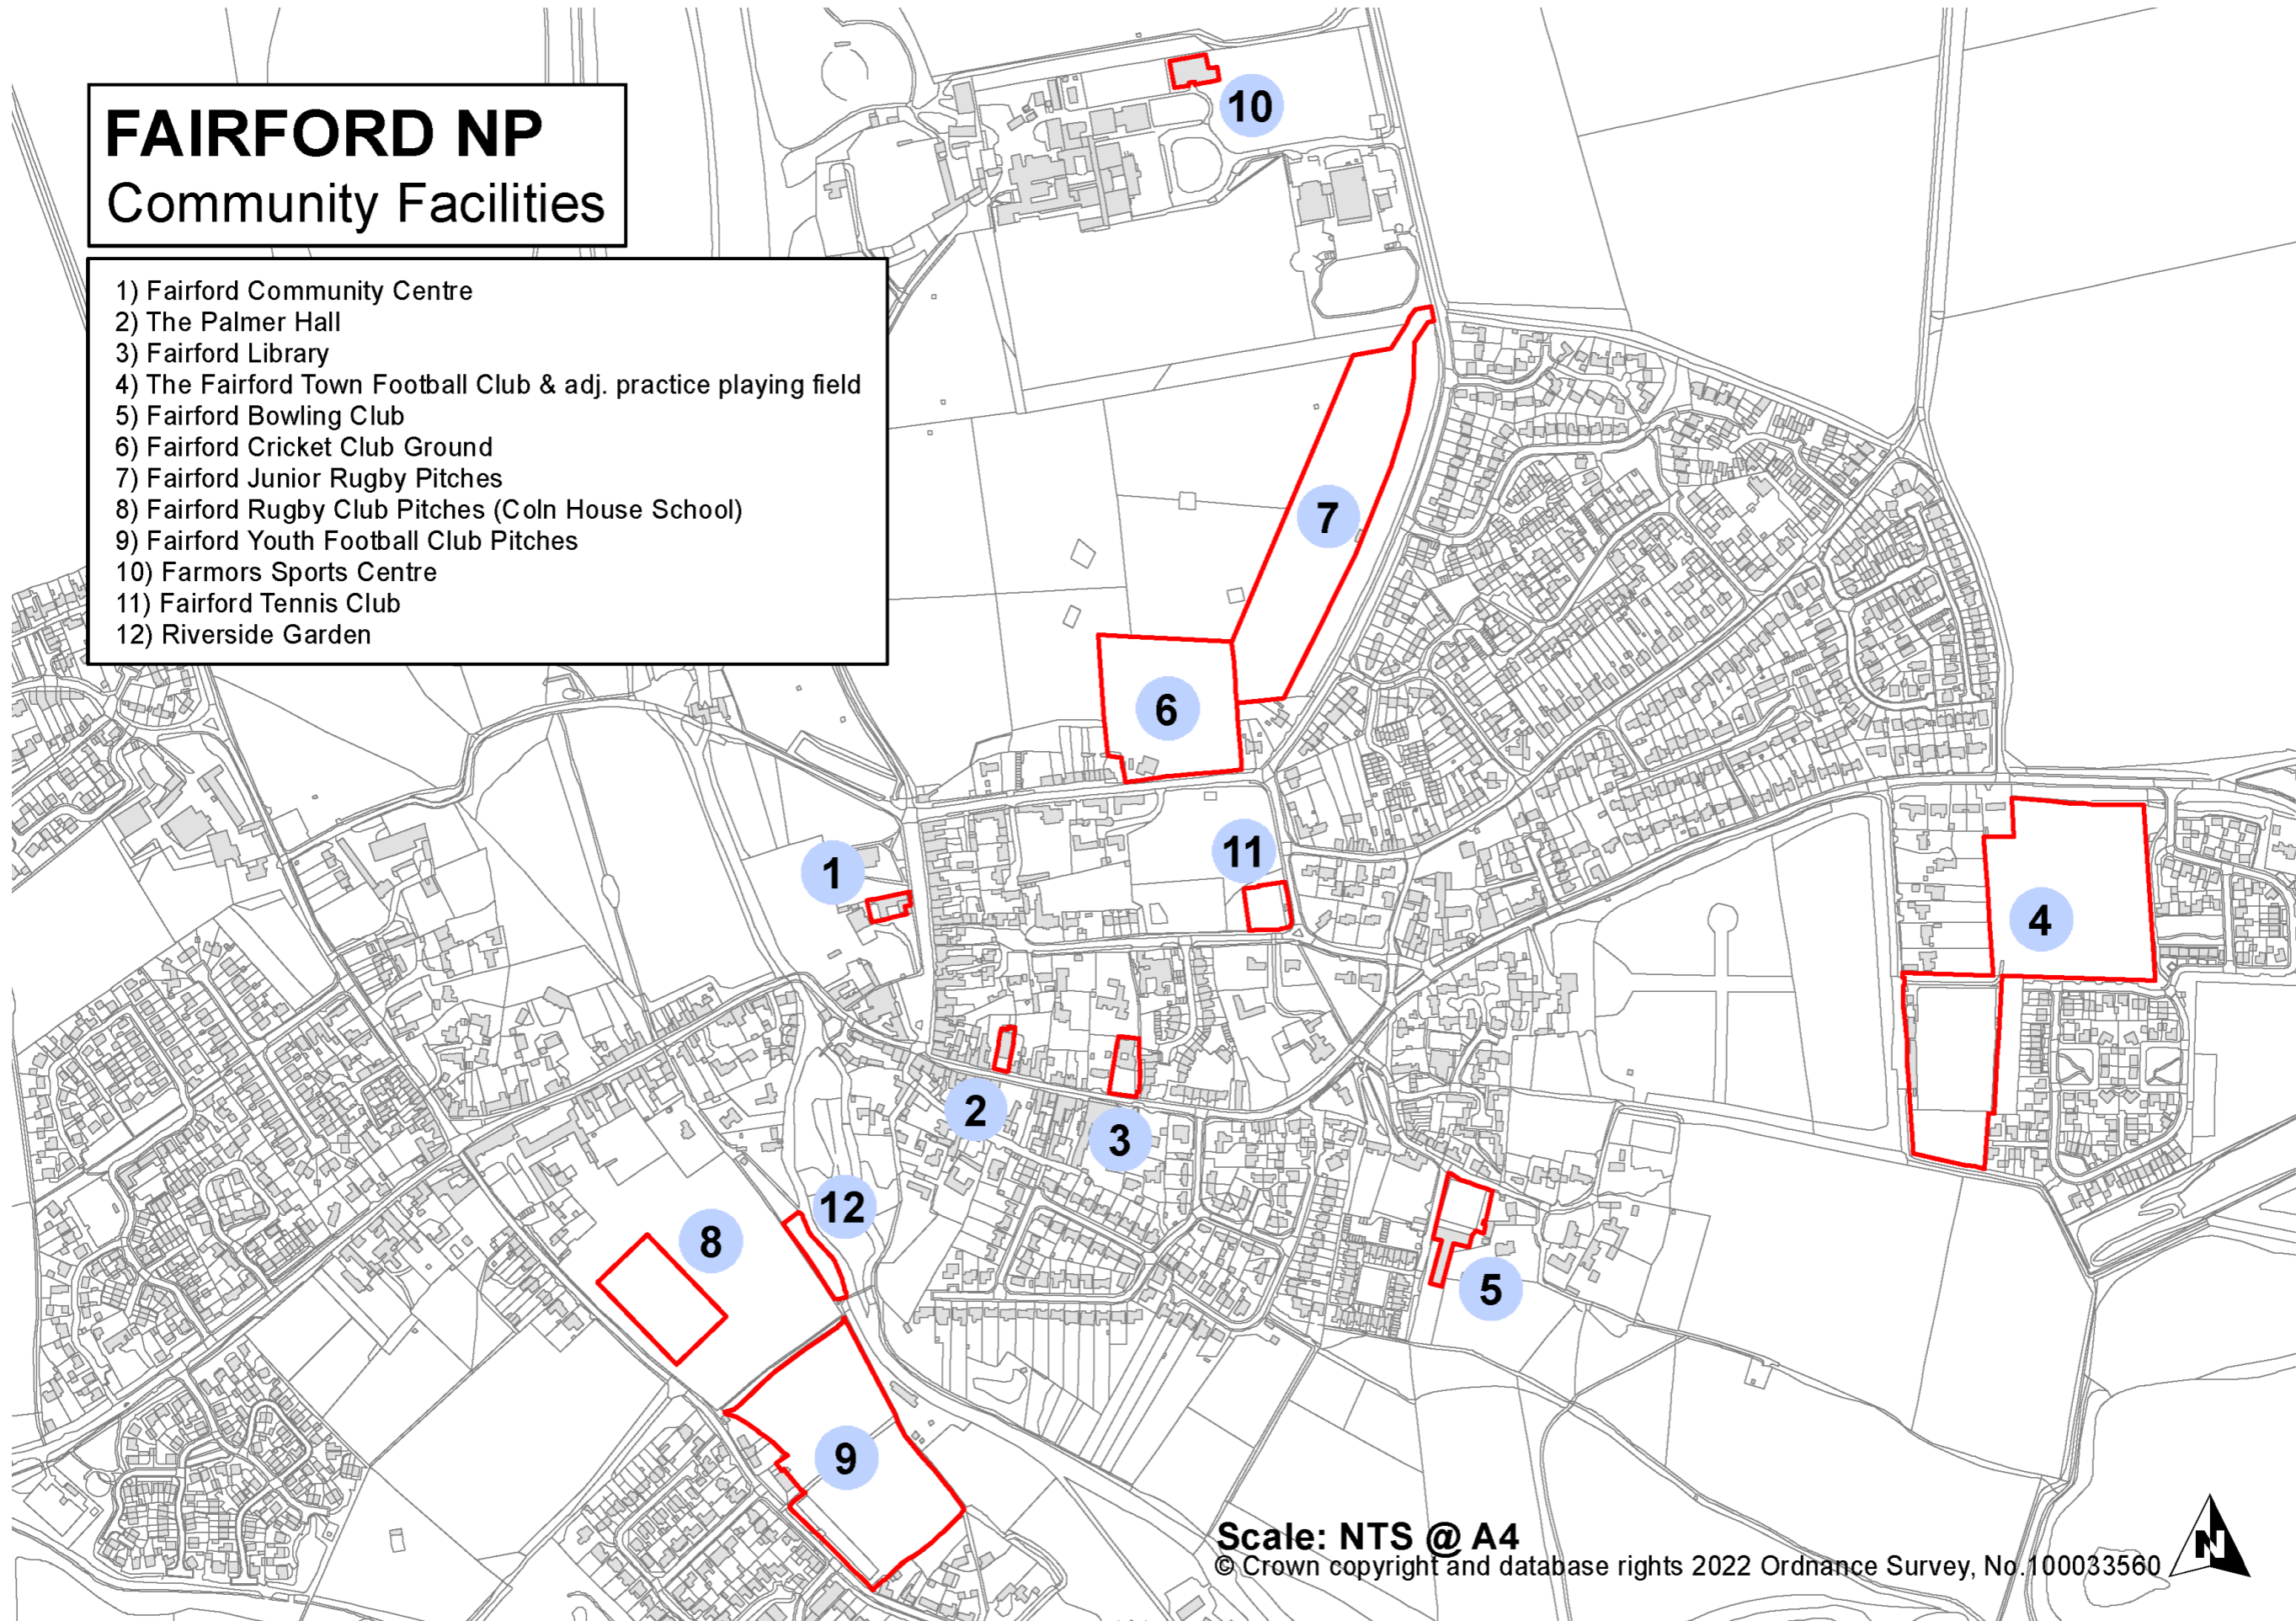 FAIRFORD NP
Community Facilities
1) Fairford Community Centre
2) The Palmer Hall
3) Fairford Library
4) The Fairford Town Football Club & adj. practice playing field
5) Fairford Bowling Club
6) Fairford Cricket Club Ground
7) Fairford Junior Rugby Pitches
8) Fairford Rugby Club Pitches (Coln House School)
9) Fairford Youth Football Club Pitches
10) Farmors Sports Centre
11) Fairford Tennis Club
12) Riverside Garden
10
7
6
11
1
4
2
3
12
8
5
9
Scale: NTS @ A4
© Crown copyright and database rights 2022 Ordnance Survey, No.100033560
N